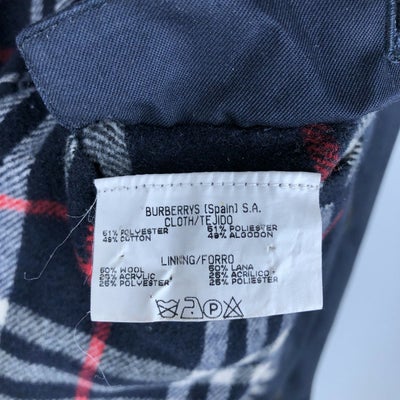 BURBERRYS (Spain) S.A.
CLOTH/TEJIDO
51% POLYESTER 51% POLIESTER
49% COTTON 49% ALGODON
LINING/FORRO
50% WOOL 50% LANA
25% ACRYLIC 25% ACRILICO
25% POLYESTER 25% POLIESTER
P